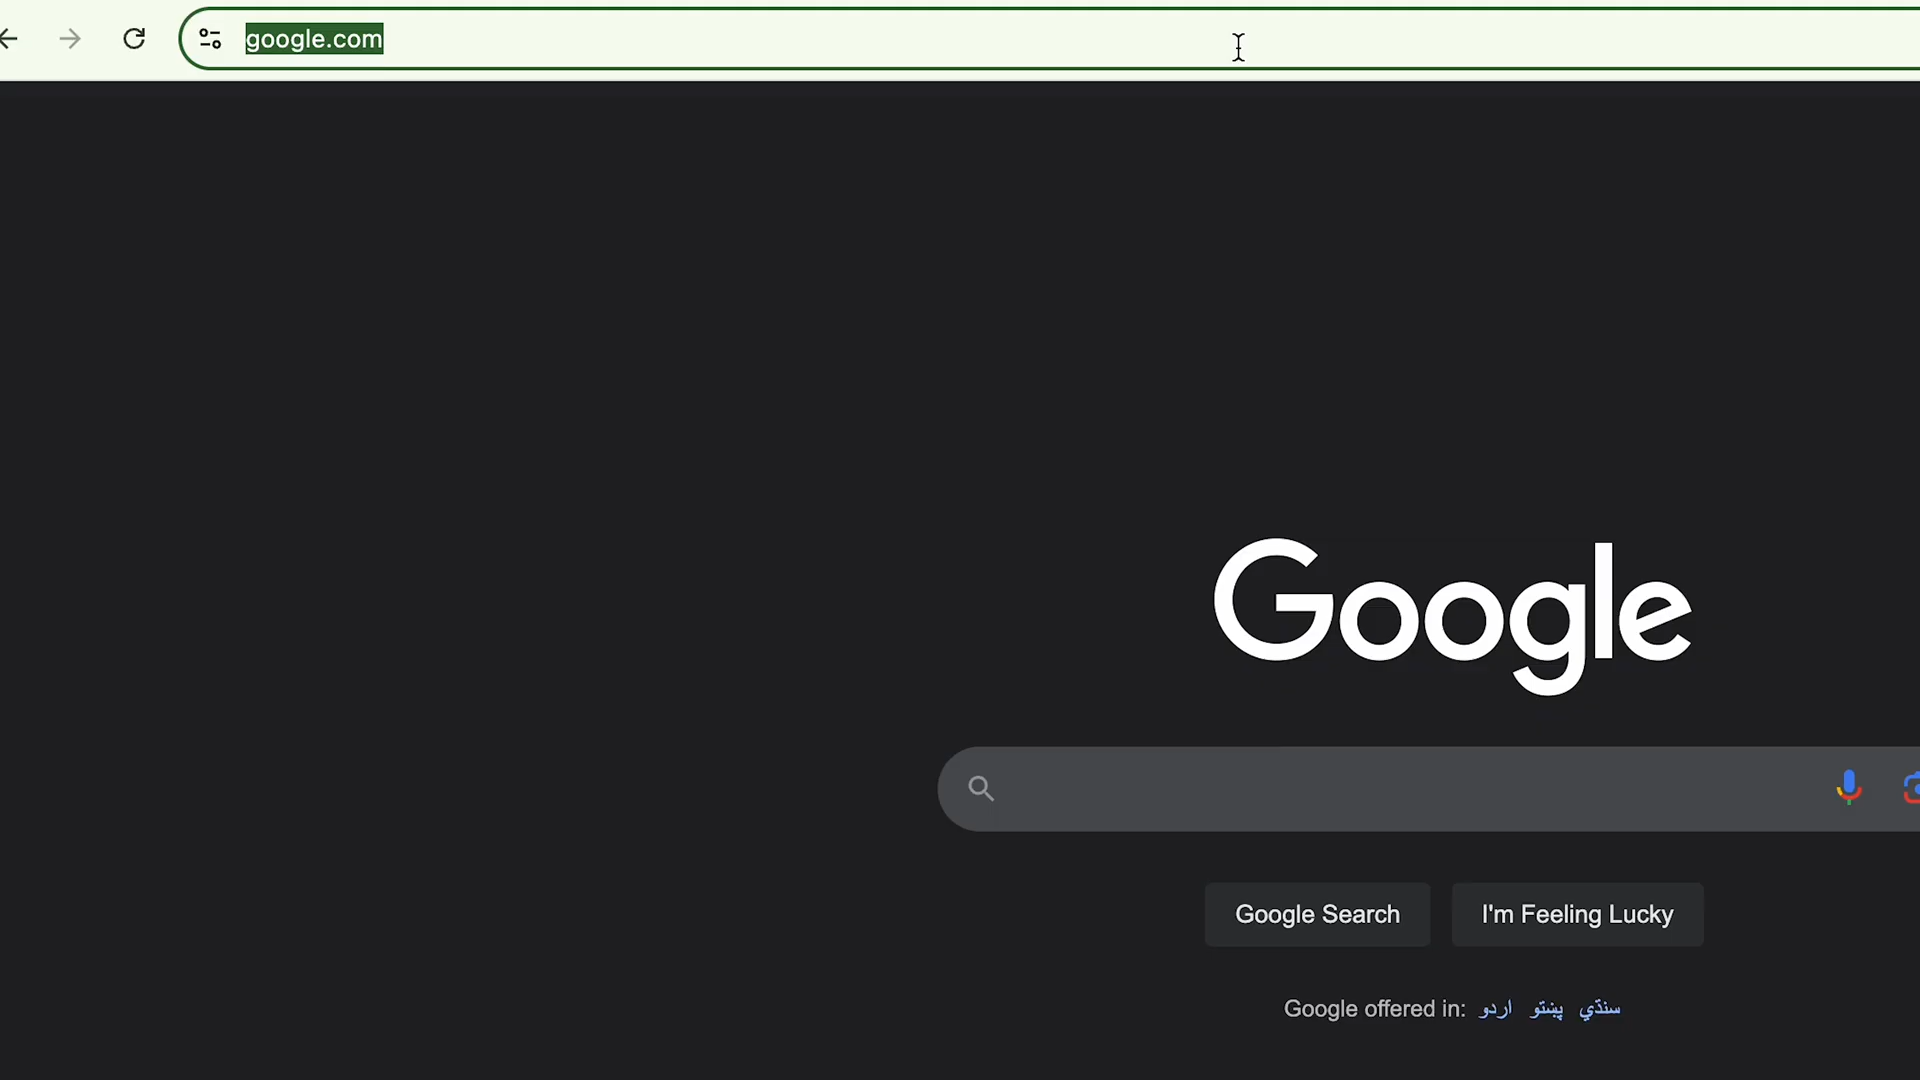 google.com
Google
Google Search
I'm Feeling Lucky
Google offered in: اردو پښتو سنڌي